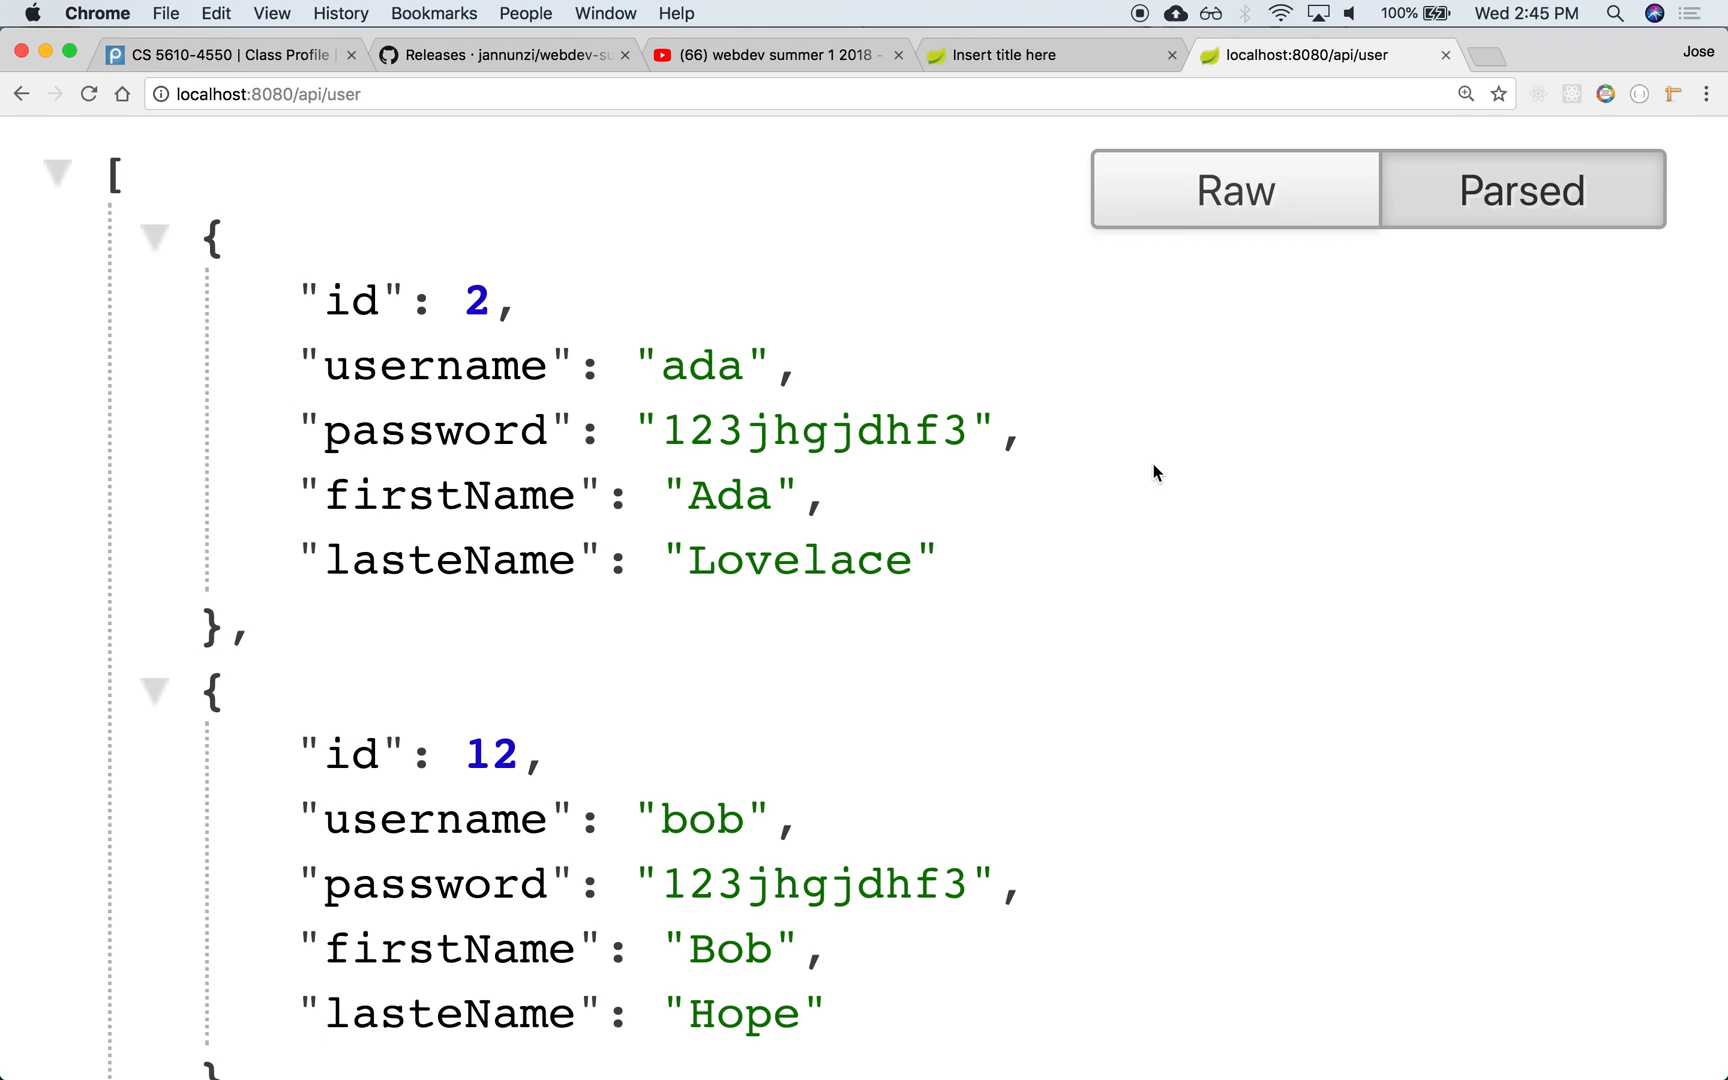 Chrome File Edit View History Bookmarks People Window Help 100% Wed 2:45 PM
CS 5610-4550 | Class Profile | Releases · jannunzi/webdev-su (66) webdev summer 1 2018 - Insert title here localhost:8080/api/user Jose
localhost:8080/api/user
Raw Parsed
[
{
"id": 2,
"username": "ada",
"password": "123jhgjdhf3",
"firstName": "Ada",
"lasteName": "Lovelace"
},
{
"id": 12,
"username": "bob",
"password": "123jhgjdhf3",
"firstName": "Bob",
"lasteName": "Hope"
}